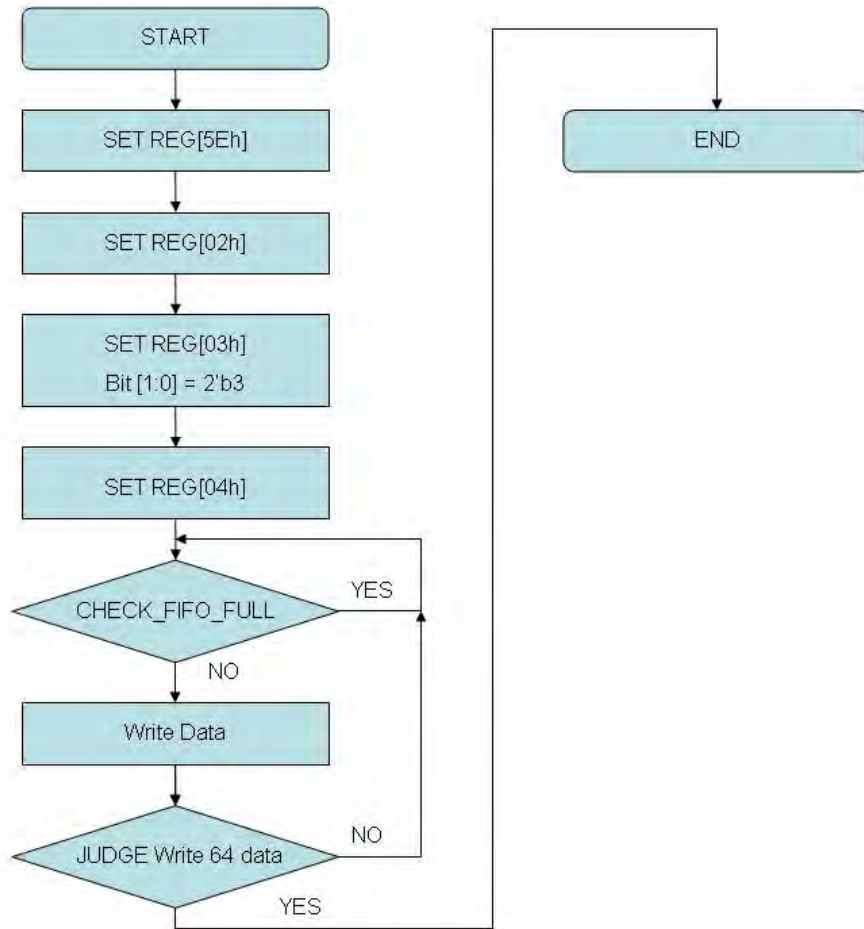 START
SET REG[5Eh]
SET REG[02h]
SET REG[03h]
Bit [1:0] = 2'b3
SET REG[04h]
CHECK_FIFO_FULL
YES
NO
Write Data
JUDGE Write 64 data
NO
YES
END